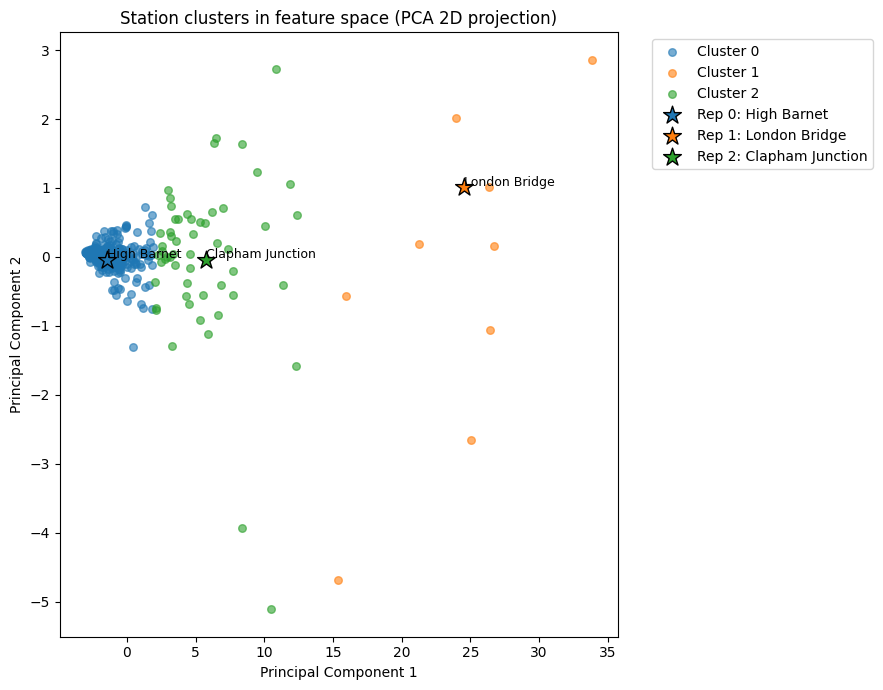 Station clusters in feature space (PCA 2D projection)
3
2
1
0
−1
−2
−3
−4
−5
Principal Component 2
High Barnet
Clapham Junction
London Bridge
0
5
10
15
20
25
30
35
Principal Component 1
Cluster 0
Cluster 1
Cluster 2
Rep 0: High Barnet
Rep 1: London Bridge
Rep 2: Clapham Junction